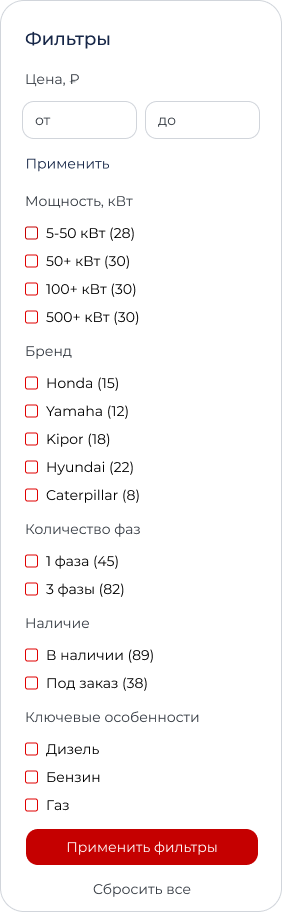 Фильтры
Цена, ₽
от до
Применить
Мощность, кВт
5-50 кВт (28)
50+ кВт (30)
100+ кВт (30)
500+ кВт (30)
Бренд
Honda (15)
Yamaha (12)
Kipor (18)
Hyundai (22)
Caterpillar (8)
Количество фаз
1 фаза (45)
3 фазы (82)
Наличие
В наличии (89)
Под заказ (38)
Ключевые особенности
Дизель
Бензин
Газ
Применить фильтры
Сбросить все